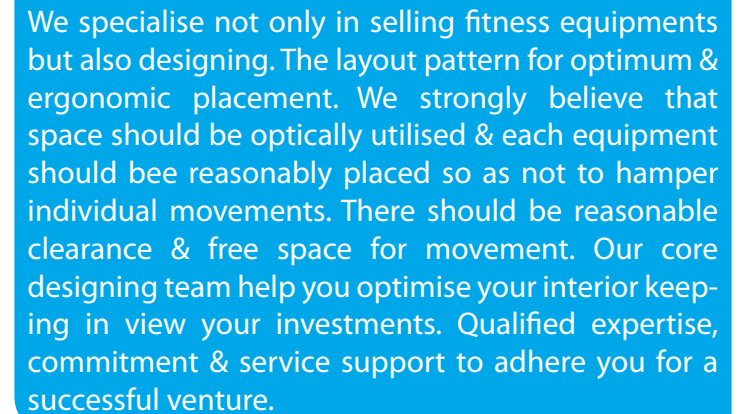 We specialise not only in selling fitness equipments
but also designing. The layout pattern for optimum &
ergonomic placement. We strongly believe that
space should be optically utilised & each equipment
should bee reasonably placed so as not to hamper
individual movements. There should be reasonable
clearance & free space for movement. Our core
designing team help you optimise your interior keep-
ing in view your investments. Qualified expertise,
commitment & service support to adhere you for a
successful venture.